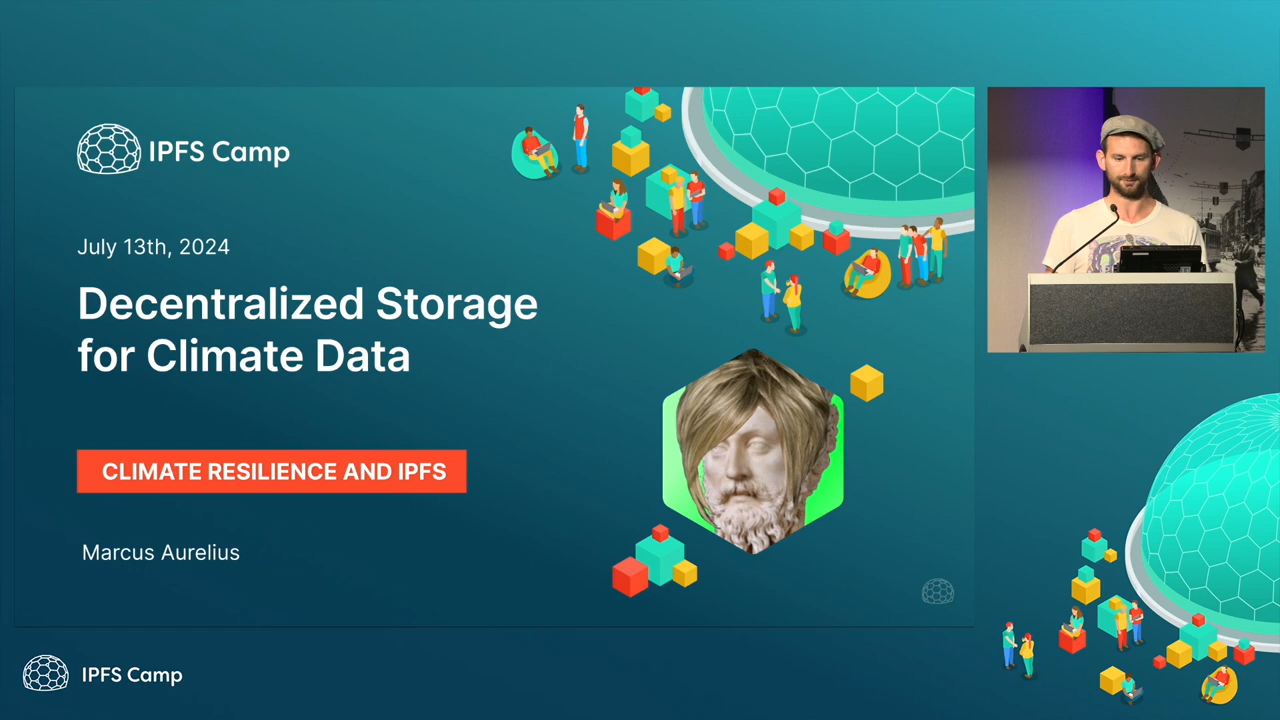 IPFS Camp
July 13th, 2024
Decentralized Storage
for Climate Data
CLIMATE RESILIENCE AND IPFS
Marcus Aurelius
IPFS Camp